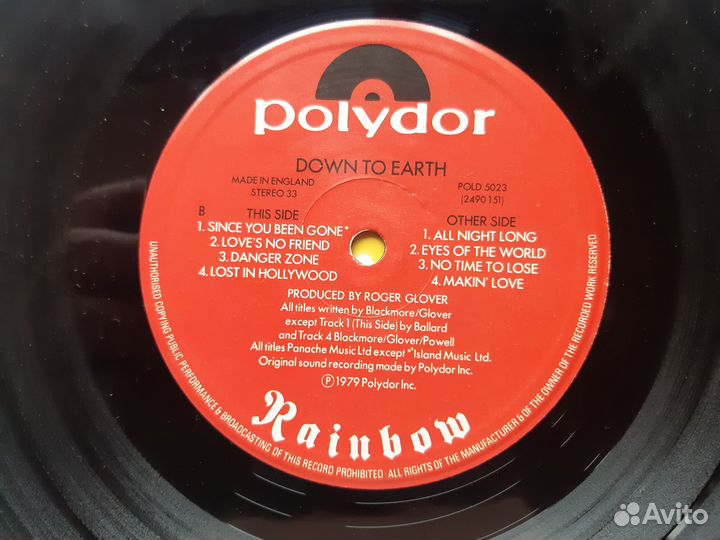 polydor
DOWN TO EARTH
MADE IN ENGLAND
STEREO 33
POLD 5023
(2490 151)
B THIS SIDE
1. SINCE YOU BEEN GONE*
2. LOVE'S NO FRIEND
3. DANGER ZONE
4. LOST IN HOLLYWOOD
OTHER SIDE
1. ALL NIGHT LONG
2. EYES OF THE WORLD
3. NO TIME TO LOSE
4. MAKIN' LOVE
PRODUCED BY ROGER GLOVER
All titles written by Blackmore/Glover
except Track 1 (This Side) by Ballard
and Track 4 Blackmore/Glover/Powell
All titles Panache Music Ltd except *Island Music Ltd.
Original sound recording made by Polydor Inc.
Ⓟ 1979 Polydor Inc.
Rainbow
UNAUTHORISED COPYING PUBLIC PERFORMANCE & BROADCASTING OF THIS RECORD PROHIBITED · ALL RIGHTS OF THE MANUFACTURER & OF THE OWNER OF THE RECORDED WORK RESERVED
Avito